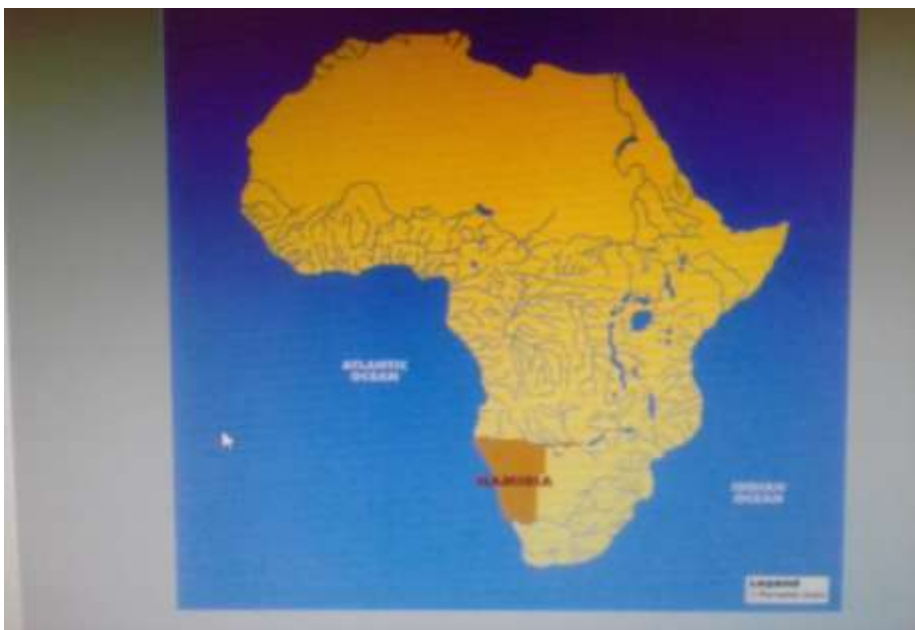 ATLANTIC
OCEAN
NAMIBIA
INDIAN
OCEAN
Legend